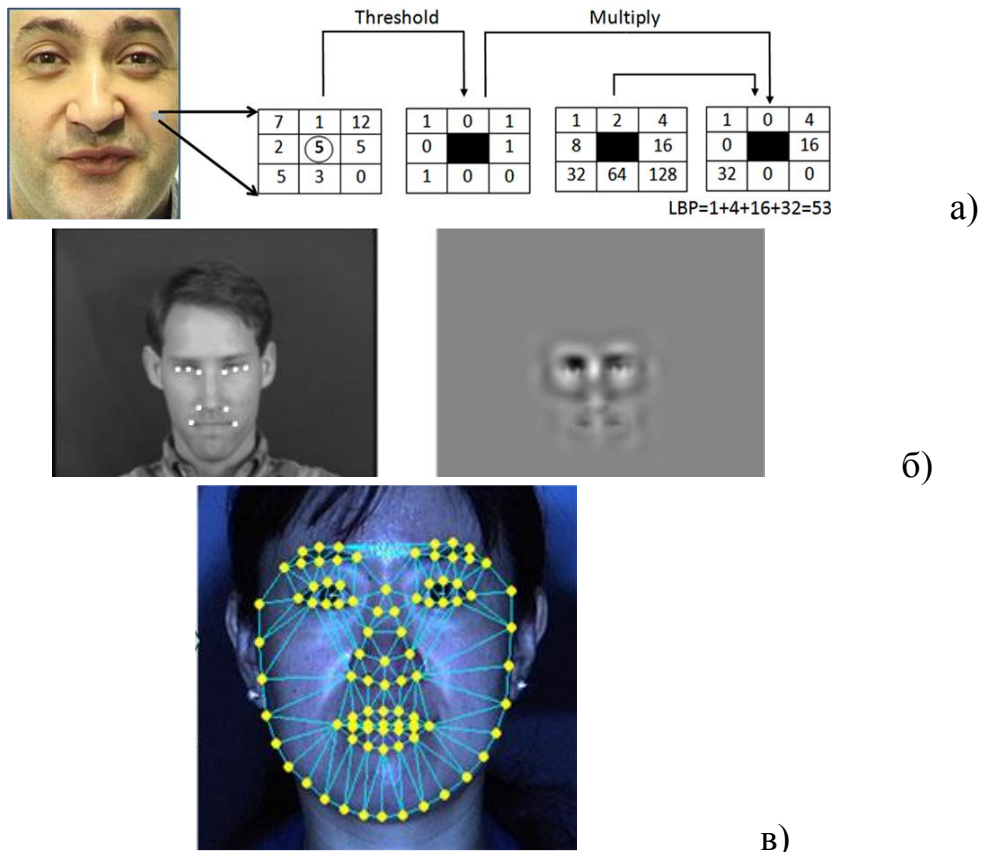 Threshold Multiply
7 1 12 1 0 1 1 2 4 1 0 4
2 5 5 0 1 8 16 0 16
5 3 0 1 0 0 32 64 128 32 0 0
LBP=1+4+16+32=53
а)
б)
в)